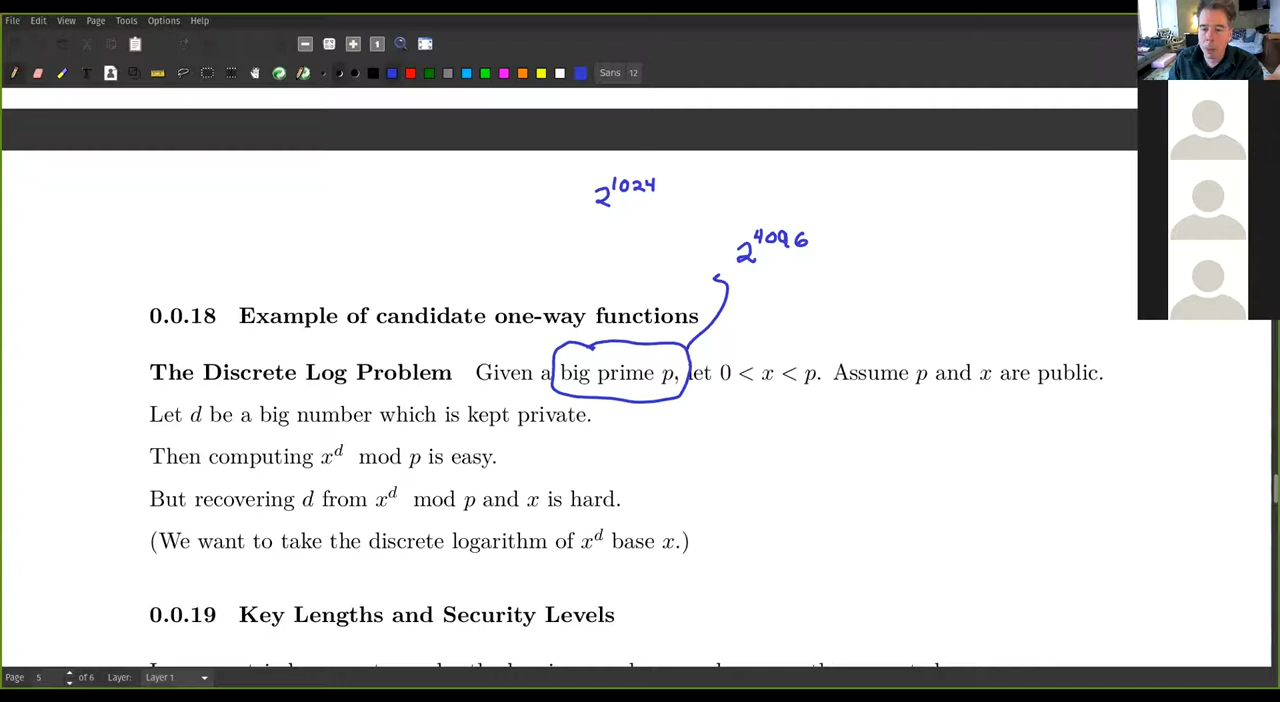 File Edit View Page Tools Options Help
Sans 12
2^1024
2^4096
0.0.18 Example of candidate one-way functions
The Discrete Log Problem Given a big prime p, let 0 < x < p. Assume p and x are public.
Let d be a big number which is kept private.
Then computing x^d mod p is easy.
But recovering d from x^d mod p and x is hard.
(We want to take the discrete logarithm of x^d base x.)
0.0.19 Key Lengths and Security Levels
Page 5 of 6 Layer: Layer 1